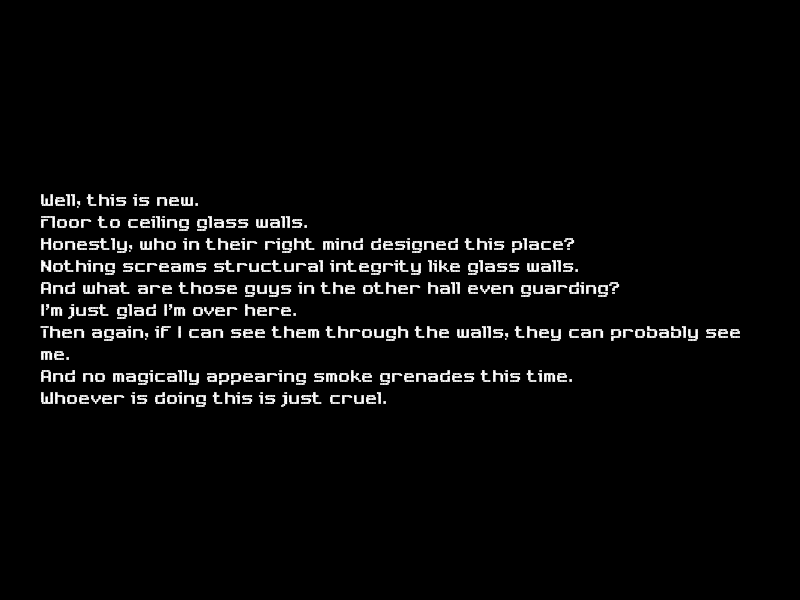 Well, this is new.
Floor to ceiling glass walls.
Honestly, who in their right mind designed this place?
Nothing screams structural integrity like glass walls.
And what are those guys in the other hall even guarding?
I'm just glad I'm over here.
Then again, if I can see them through the walls, they can probably see
me.
And no magically appearing smoke grenades this time.
Whoever is doing this is just cruel.